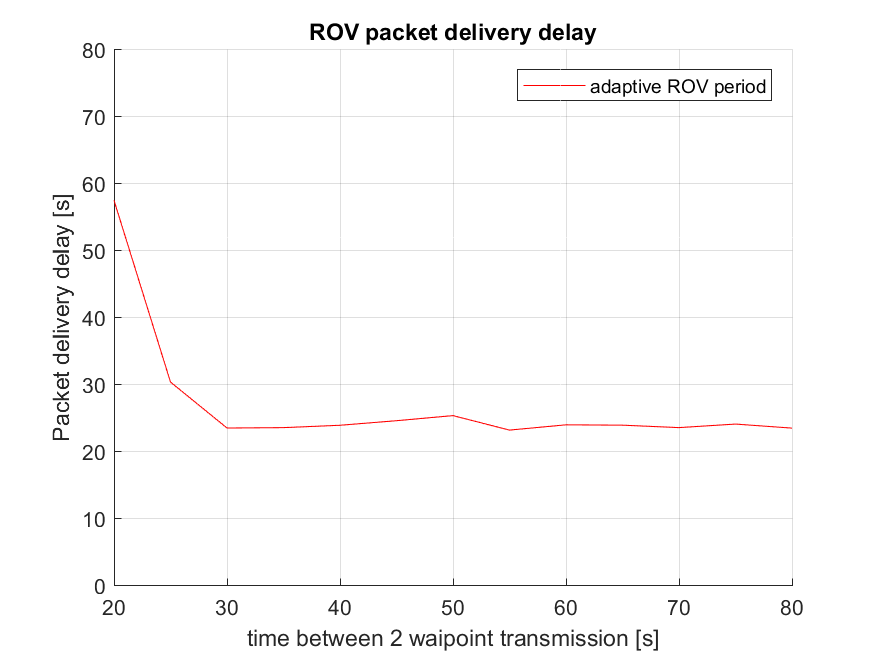 ROV packet delivery delay
adaptive ROV period
Packet delivery delay [s]
80
70
60
50
40
30
20
10
0
20 30 40 50 60 70 80
time between 2 waipoint transmission [s]